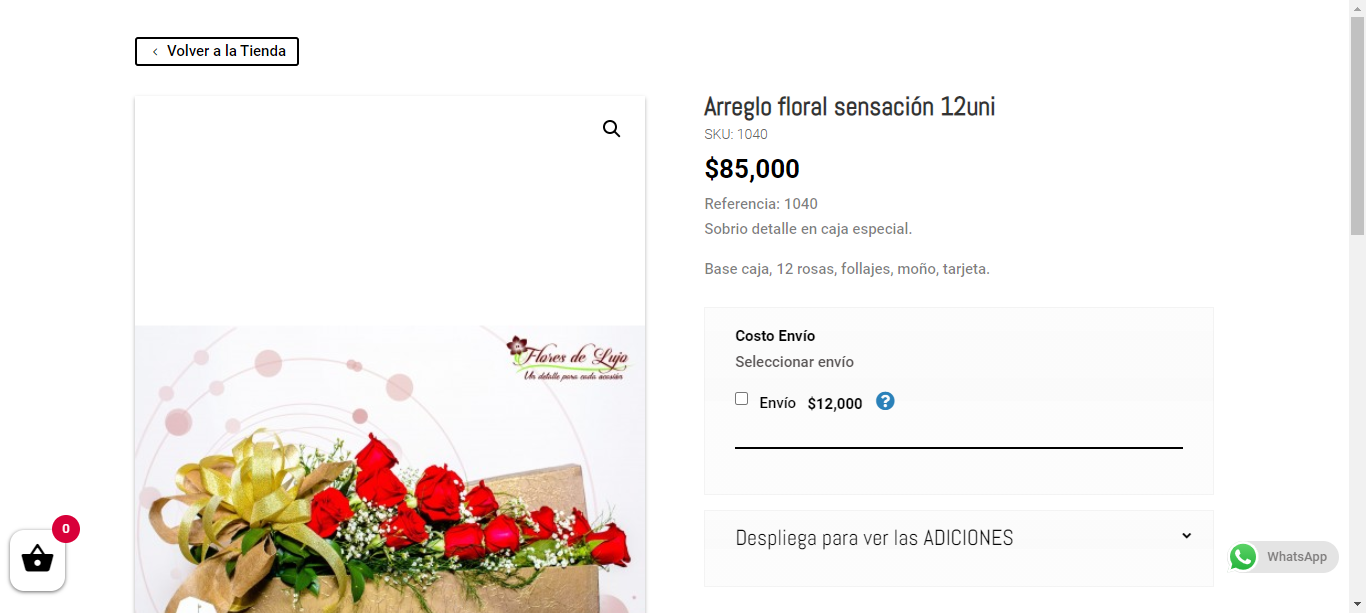 Volver a la Tienda
Arreglo floral sensación 12uni
SKU: 1040
$85,000
Referencia: 1040
Sobrio detalle en caja especial.
Base caja, 12 rosas, follajes, moño, tarjeta.
Flores de Lujo
Un detalle para cada ocasión
Costo Envío
Seleccionar envío
Envío $12,000 ?
Despliega para ver las ADICIONES
0
WhatsApp